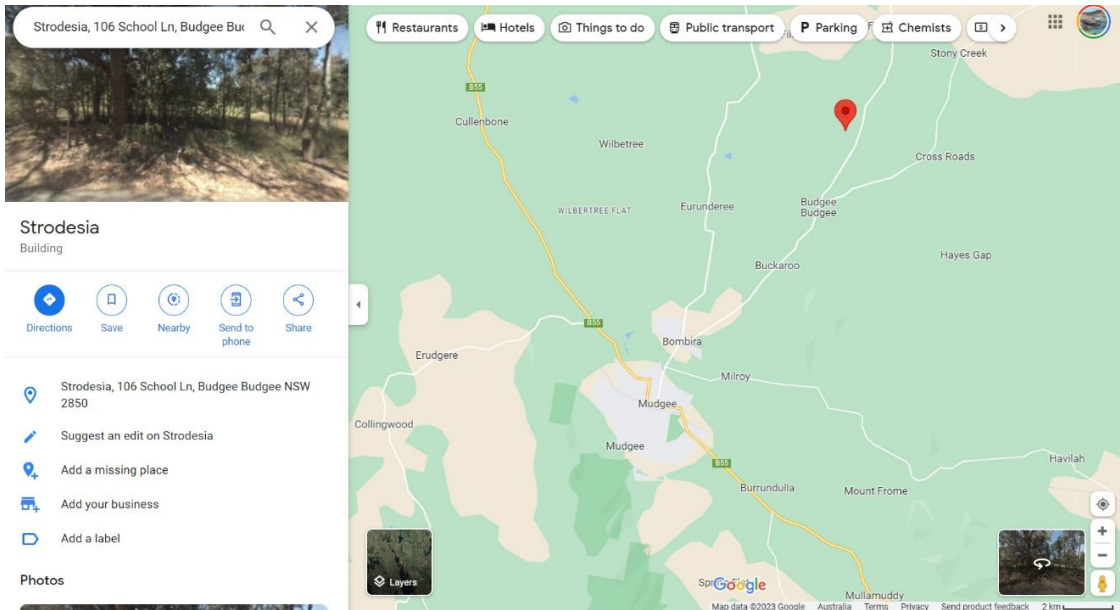 Strodesia, 106 School Ln, Budgee Bu
Restaurants
Hotels
Things to do
Public transport
Parking
Chemists
Strodesia
Building
Directions
Save
Nearby
Send to
phone
Share
Strodesia, 106 School Ln, Budgee Budgee NSW
2850
Suggest an edit on Strodesia
Add a missing place
Add your business
Add a label
Photos
Stony Creek
B55
Cullenbone
Wilbetree
Cross Roads
WILBERTREE FLAT
Eurunderee
Budgee
Budgee
Hayes Gap
Buckaroo
B55
Bombira
Erudgere
Milroy
Mudgee
Collingwood
Mudgee
Havilah
B55
Burrundulla
Mount Frome
Layers
Google
Mullamuddy
Map data ©2023 Google
Australia
Terms
Privacy
Send product feedback
2 km